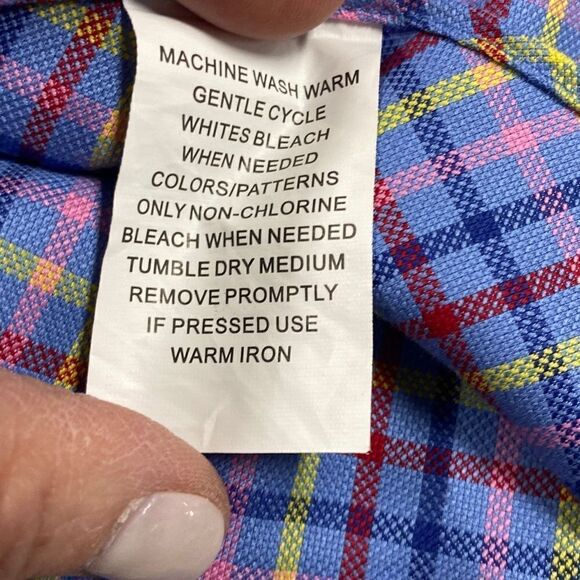 MACHINE WASH WARM
GENTLE CYCLE
WHITES BLEACH
WHEN NEEDED
COLORS/PATTERNS
ONLY NON-CHLORINE
BLEACH WHEN NEEDED
TUMBLE DRY MEDIUM
REMOVE PROMPTLY
IF PRESSED USE
WARM IRON